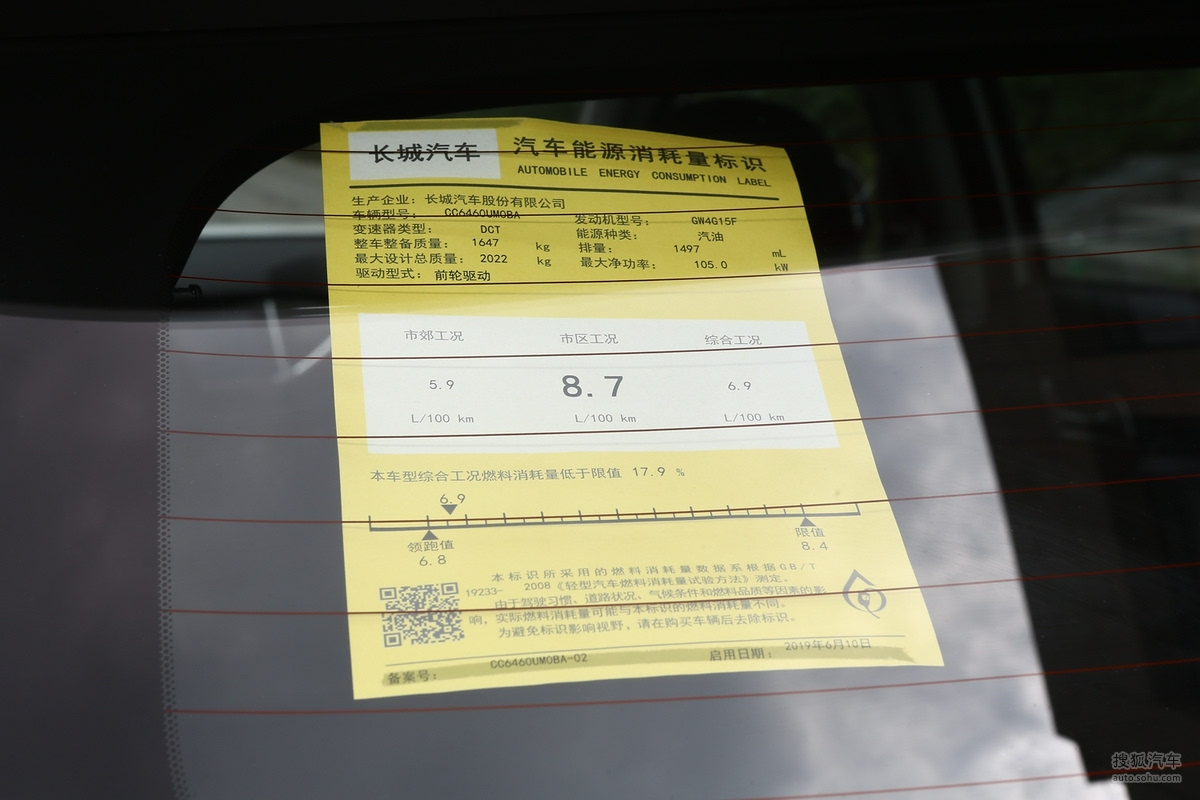 长城汽车
汽车能源消耗量标识
AUTOMOBILE ENERGY CONSUMPTION LABEL
生产企业：长城汽车股份有限公司
车辆型号： CC6460UM0BA 发动机型号： GW4G15F
变速器类型： DCT 能源种类： 汽油
整车整备质量： 1647 kg 排量： 1497 mL
最大设计总质量： 2022 kg 最大净功率： 105.0 kW
驱动型式： 前轮驱动
市郊工况 市区工况 综合工况
5.9 8.7 6.9
L/100 km L/100 km L/100 km
本车型综合工况燃料消耗量低于限值 17.9 %
6.9
领跑值 限值
6.8 8.4
本标识所采用的燃料消耗量数据系根据GB/T
19233- 2008《轻型汽车燃料消耗量试验方法》测定。
由于驾驶习惯、道路状况、气候条件和燃料品质等因素的影
响，实际燃料消耗量可能与本标识的燃料消耗量不同。
为避免标识影响视野，请在购买车辆后去除标识。
备案号： CC6460UM0BA-02 启用日期： 2019年6月10日
搜狐汽车
auto.sohu.com